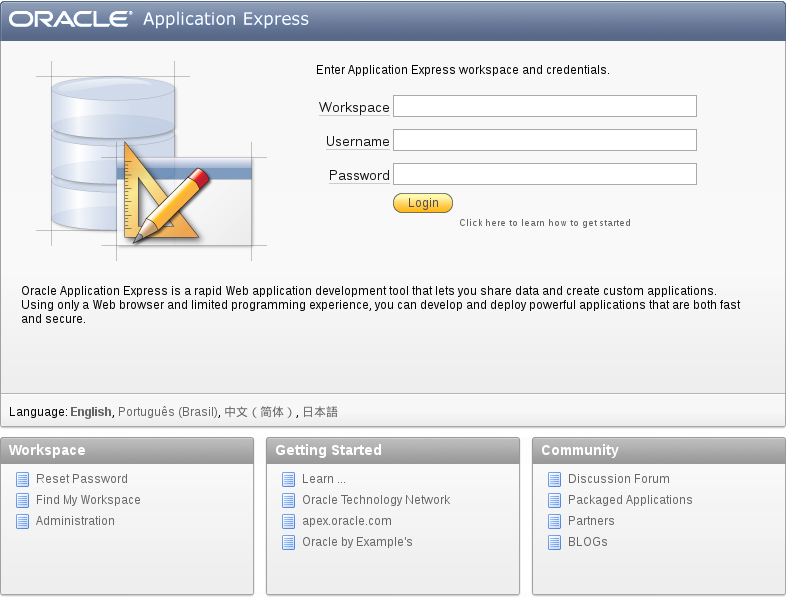 ORACLE Application Express
Enter Application Express workspace and credentials.
Workspace
Username
Password
Login
Click here to learn how to get started
Oracle Application Express is a rapid Web application development tool that lets you share data and create custom applications.
Using only a Web browser and limited programming experience, you can develop and deploy powerful applications that are both fast
and secure.
Language: English, Português (Brasil), 中文（简体）, 日本語
Workspace
Reset Password
Find My Workspace
Administration
Getting Started
Learn ...
Oracle Technology Network
apex.oracle.com
Oracle by Example's
Community
Discussion Forum
Packaged Applications
Partners
BLOGs